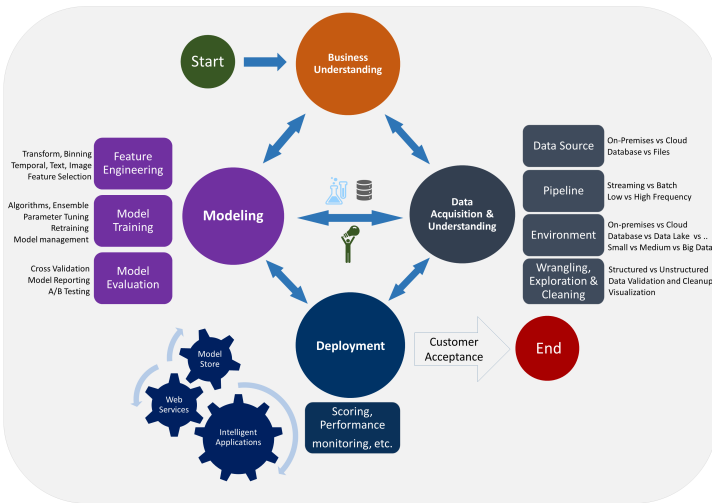 Start
Business
Understanding
Transform, Binning
Temporal, Text, Image
Feature Selection
Feature
Engineering
Algorithms, Ensemble
Parameter Tuning
Retraining
Model management
Model
Training
Cross Validation
Model Reporting
A/B Testing
Model
Evaluation
Modeling
Data
Acquisition &
Understanding
Data Source
On-Premises vs Cloud
Database vs Files
Pipeline
Streaming vs Batch
Low vs High Frequency
Environment
On-premises vs Cloud
Database vs Data Lake vs ..
Small vs Medium vs Big Data
Wrangling,
Exploration &
Cleaning
Structured vs Unstructured
Data Validation and Cleanup
Visualization
Deployment
Customer
Acceptance
End
Scoring,
Performance
monitoring, etc.
Model
Store
Web
Services
Intelligent
Applications